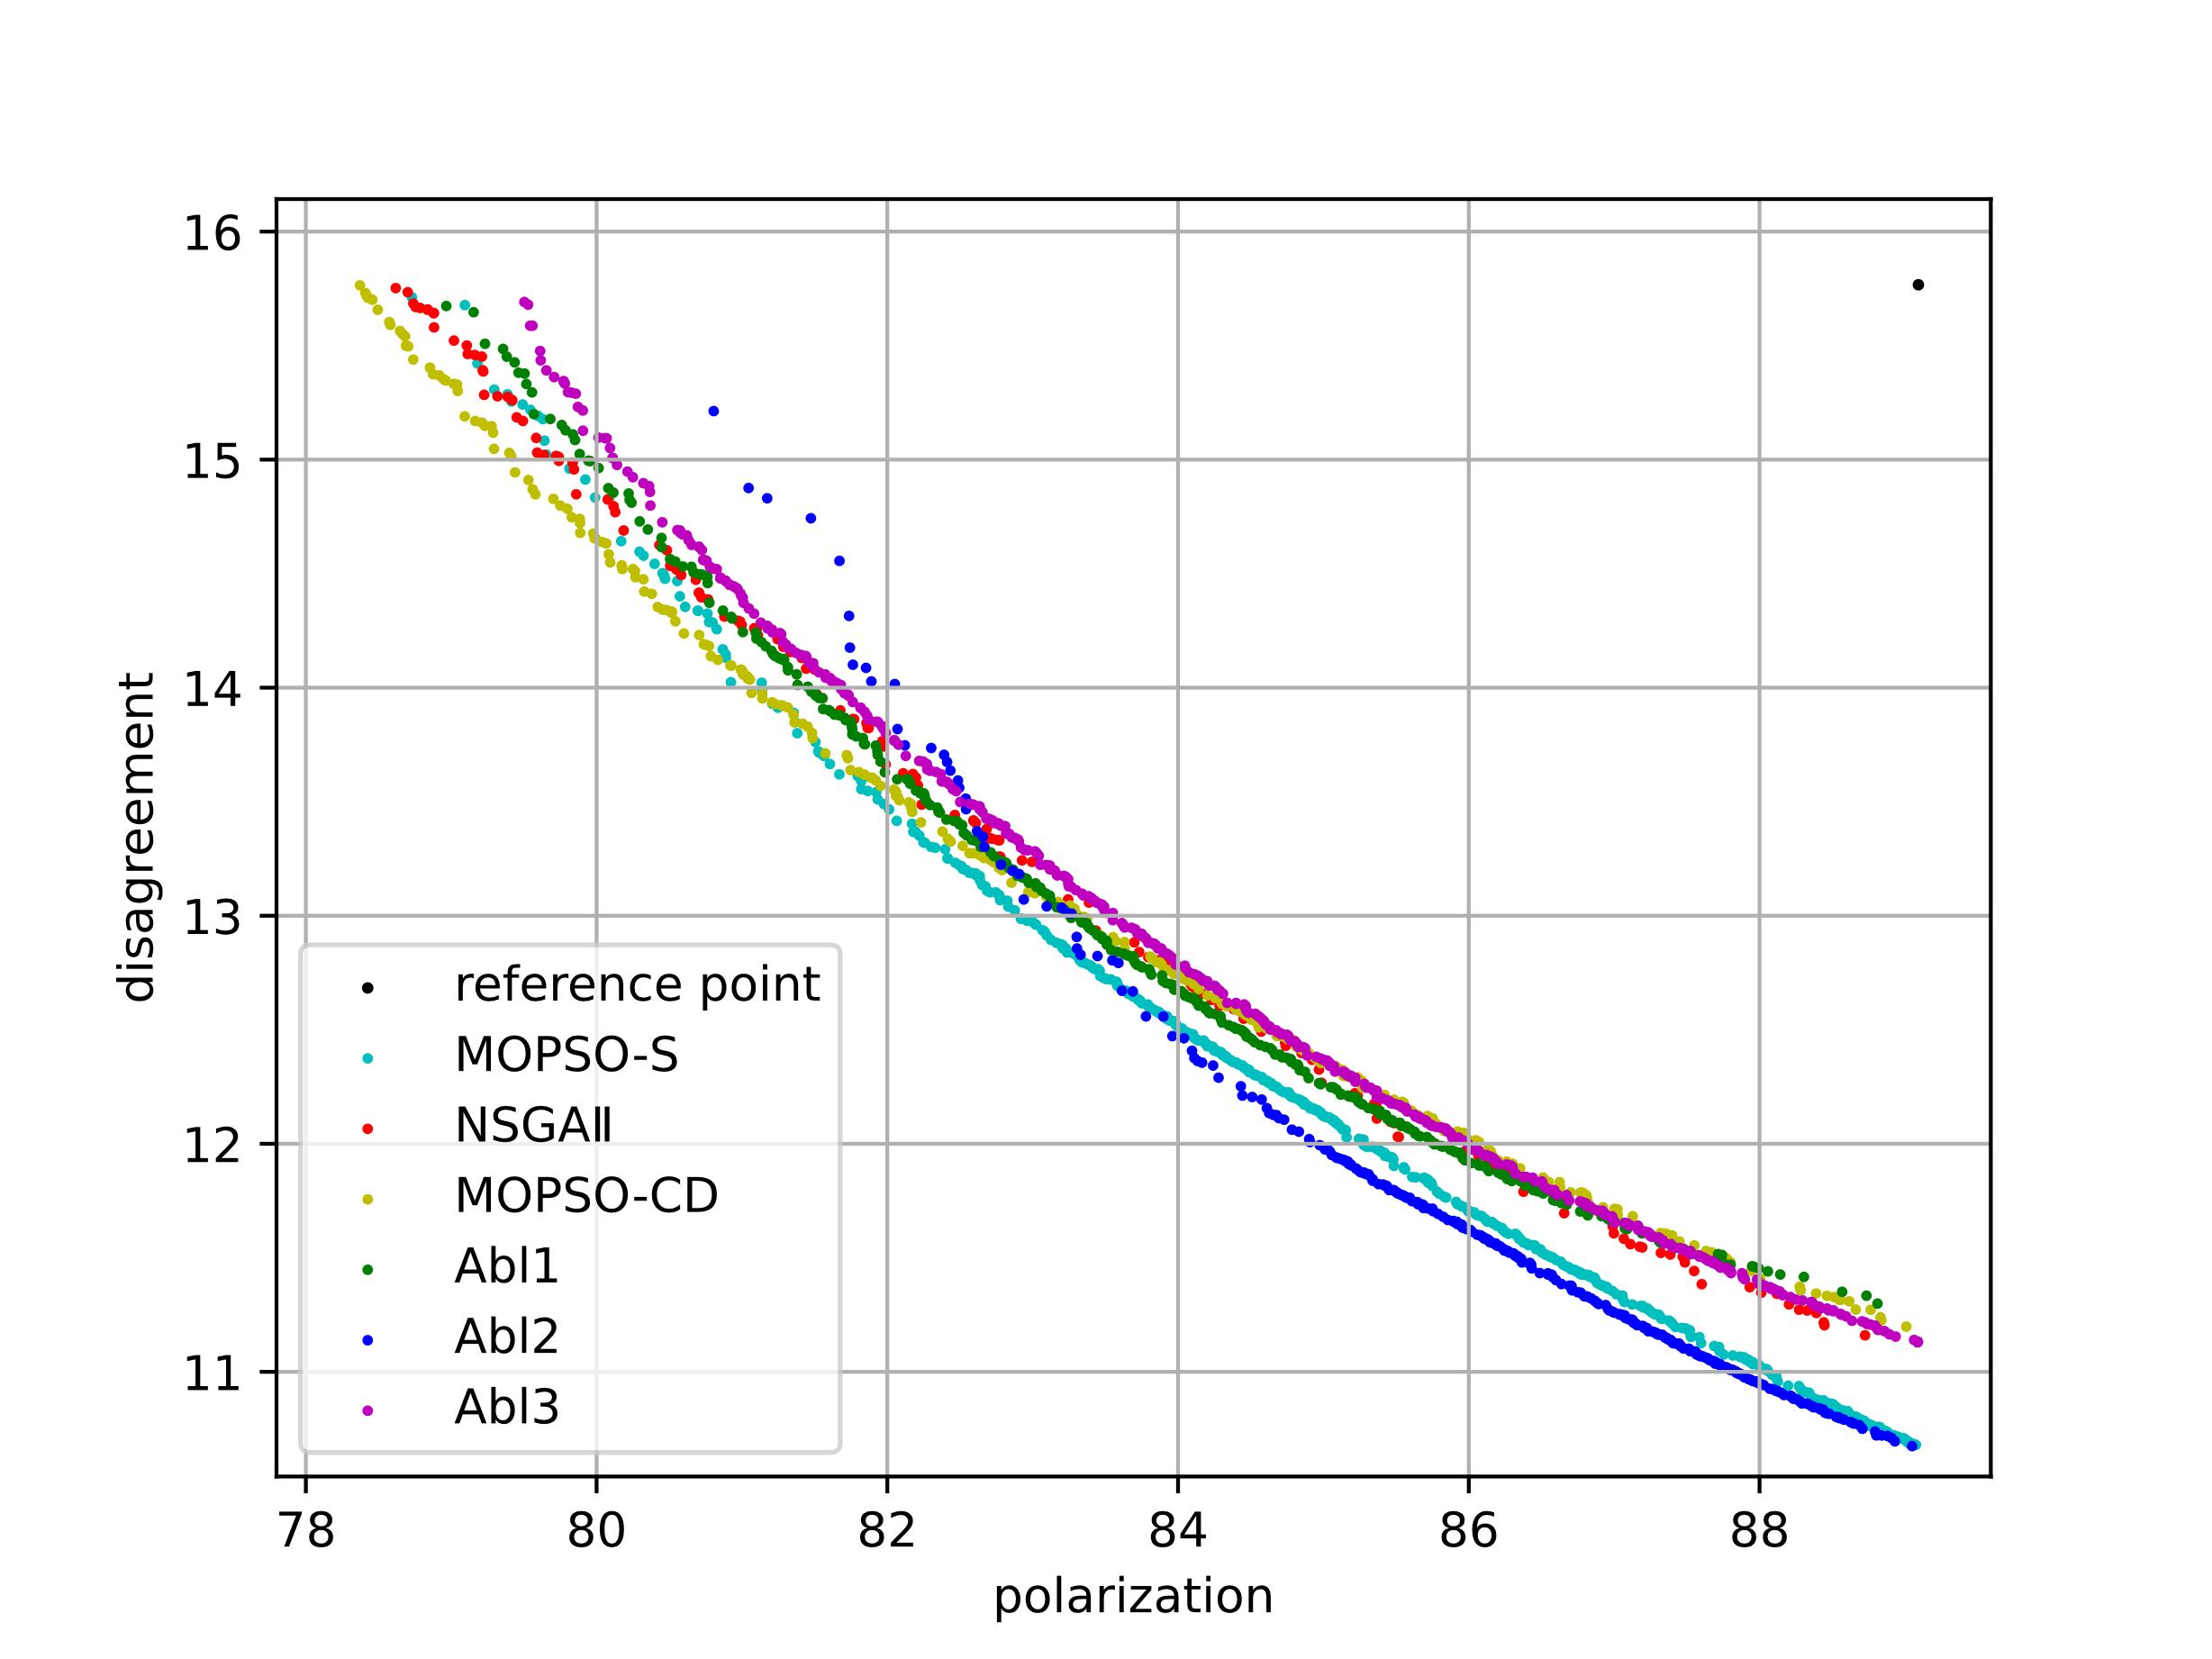 16
15
14
13
12
11
disagreement
reference point
MOPSO-S
NSGAⅡ
MOPSO-CD
Abl1
Abl2
Abl3
78
80
82
84
86
88
polarization